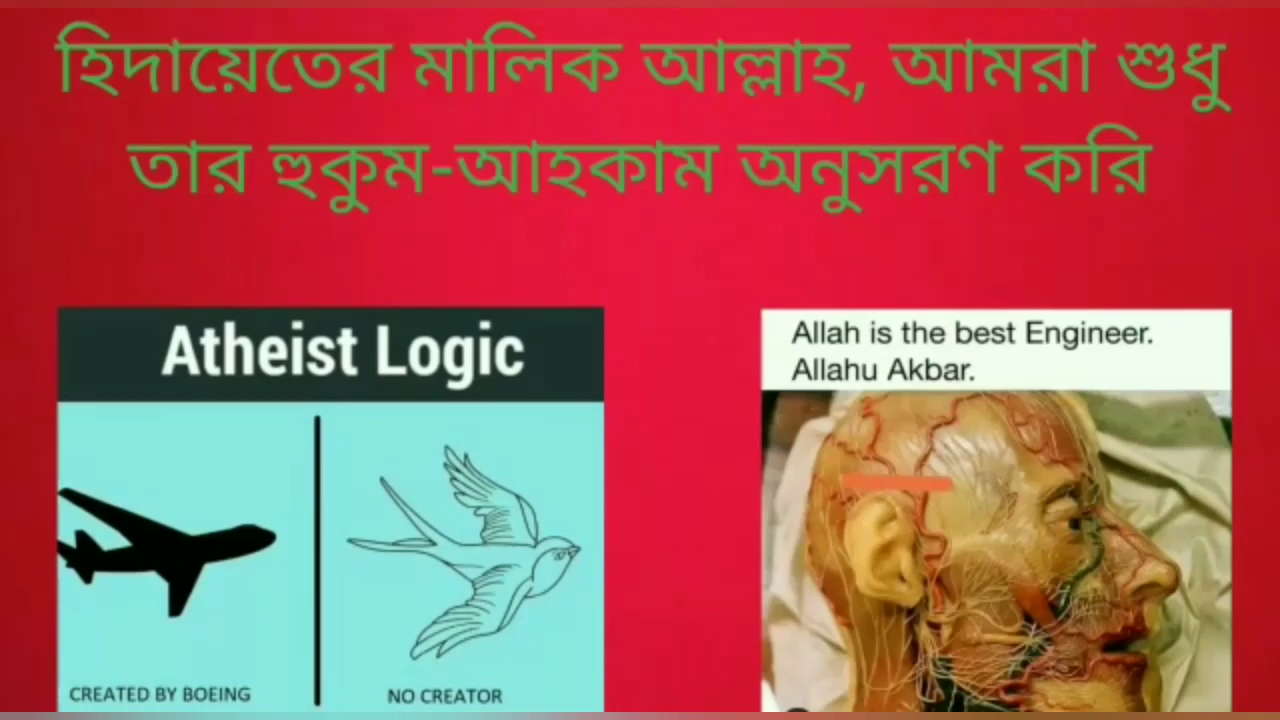 হিদায়েতের মালিক আল্লাহ, আমরা শুধু
তার হুকুম-আহকাম অনুসরণ করি
Atheist Logic
CREATED BY BOEING
NO CREATOR
Allah is the best Engineer.
Allahu Akbar.